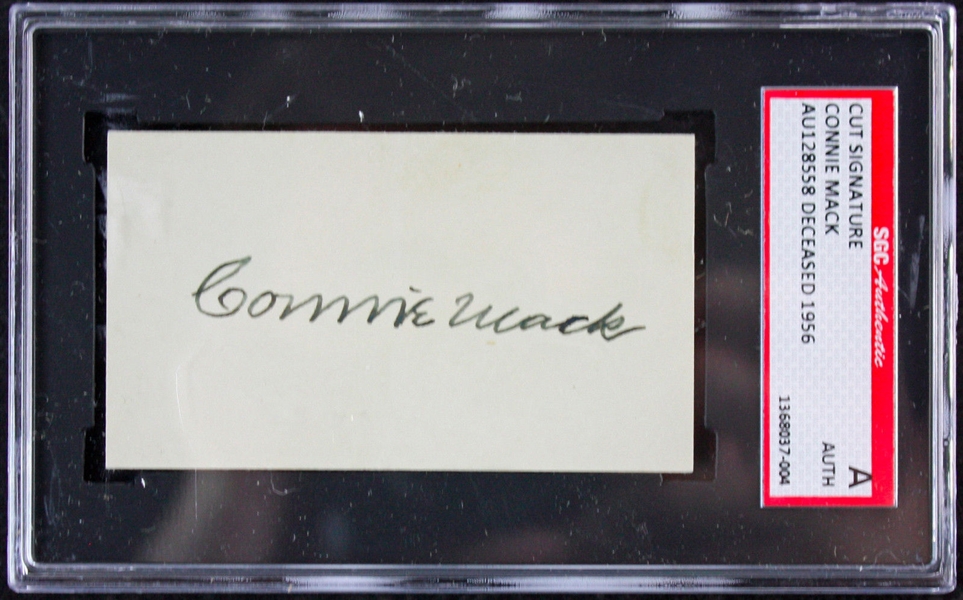 Connie Mack
SGC Authentic
CUT SIGNATURE
CONNIE MACK
AU128558 DECEASED 1956
A
AUTH
1368037-004